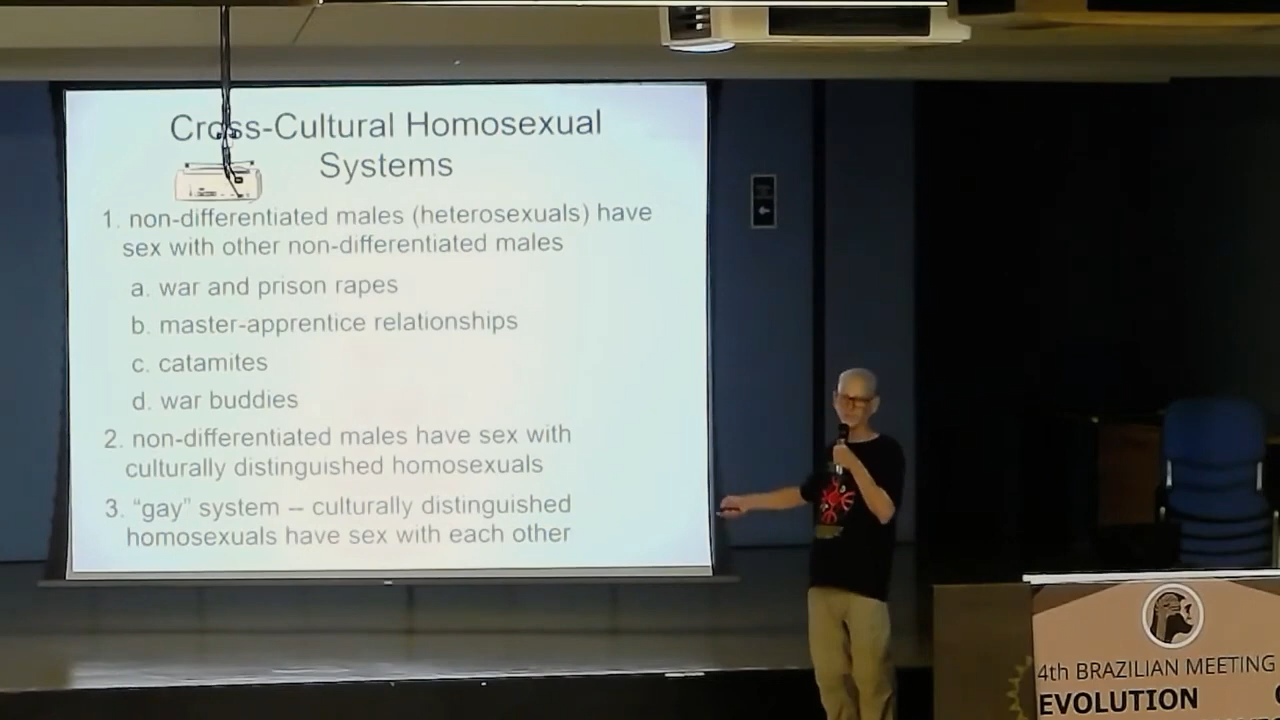 Cross-Cultural Homosexual
Systems
1. non-differentiated males (heterosexuals) have
sex with other non-differentiated males
a. war and prison rapes
b. master-apprentice relationships
c. catamites
d. war buddies
2. non-differentiated males have sex with
culturally distinguished homosexuals
3. “gay” system – culturally distinguished
homosexuals have sex with each other
4th BRAZILIAN MEETING
EVOLUTION